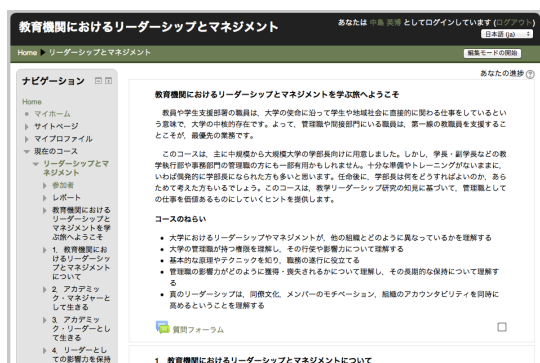 教育機関におけるリーダーシップとマネジメント
あなたは 中島 英博 としてログインしています (ログアウト)
日本語 (ja)
Home ▶ リーダーシップとマネジメント
編集モードの開始
ナビゲーション
Home
マイホーム
サイトページ
マイプロファイル
現在のコース
リーダーシップとマ
ネジメント
参加者
レポート
教育機関における
リーダーシップと
マネジメントを学
ぶ旅へようこそ
1. 教育機関にお
けるリーダーシッ
プとマネジメント
について
2. アカデミッ
ク・マネジャーと
して生きる
3. アカデミッ
ク・リーダーとし
て生きる
4. リーダーとし
ての影響力を保持
あなたの進捗
教育機関におけるリーダーシップとマネジメントを学ぶ旅へようこそ
教員や学生支援部署の職員は，大学の使命に沿って学生や地域社会に直接的に関わる仕事をしているとい
う意味で，大学の中核的存在です。よって，管理職や間接部門にいる職員は，第一線の教職員を支援するこ
とこそが，最優先の業務です。
このコースは，主に中規模から大規模大学の学部長向けに用意しました。しかし，学長・副学長などの教
学執行部や事務部門の管理職の方にも一部有用かもしれません。十分な準備やトレーニングがないままに，
いわば偶発的に学部長になられた方も多いと思います。任命後に，学部長は何をどうすればよいのか，あら
ためて考えた方もいるでしょう。このコースは，教学リーダーシップ研究の知見に基づいて，管理職として
の仕事を価値あるものにしていくヒントを提供します。
コースのねらい
大学におけるリーダーシップやマネジメントが，他の組織とどのように異なっているかを理解する
大学の管理職が持つ権限を理解し，その行使や影響力について理解する
基本的な原理やテクニックを知り，職務の遂行に役立てる
管理職の影響力がどのように獲得・喪失されるかについて理解し，その長期的な保持について理解す
る
真のリーダーシップは，同僚文化，メンバーのモチベーション，組織のアカウンタビリティを同時に
高めるということを理解する
質問フォーラム
1. 教育機関におけるリーダーシップとマネジメントについて